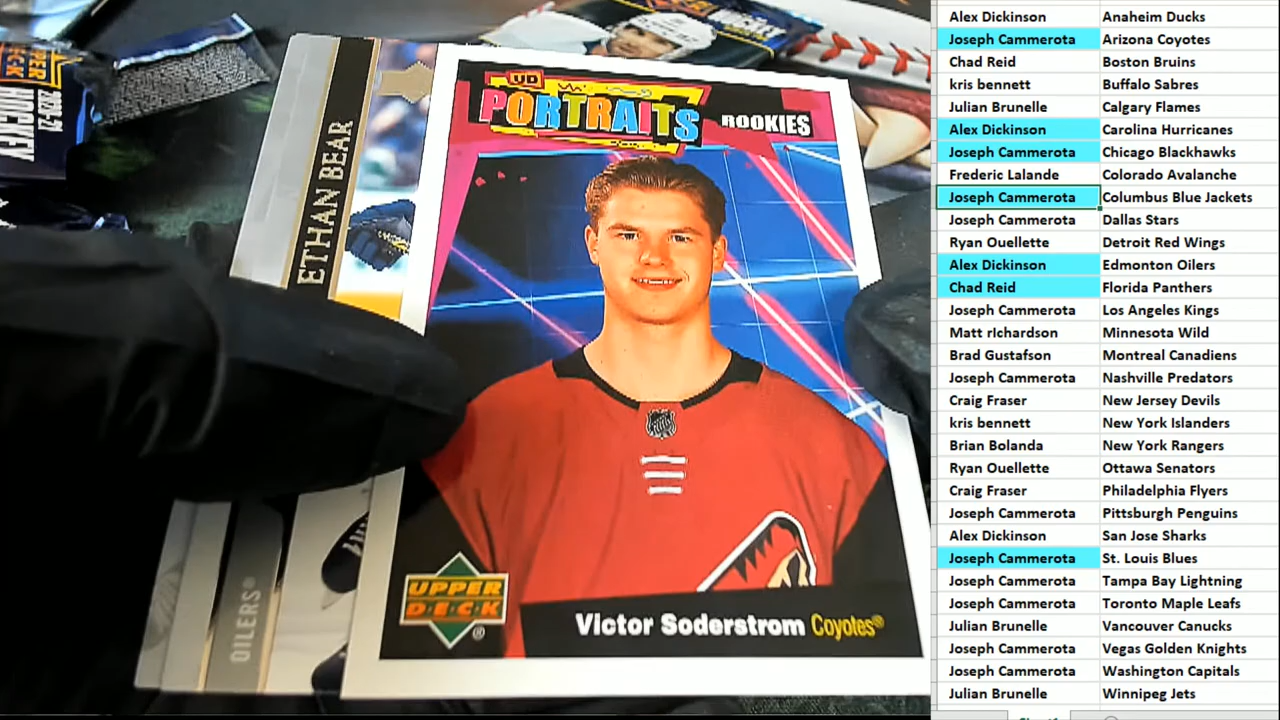 UPPER
DECK
HOCKEY
HOCKEY
ETHAN BEAR
OILERS®
UD
PORTRAITS
ROOKIES
UPPER
DECK
®
Victor Soderstrom Coyotes®
Alex Dickinson Anaheim Ducks
Joseph Cammerota Arizona Coyotes
Chad Reid Boston Bruins
kris bennett Buffalo Sabres
Julian Brunelle Calgary Flames
Alex Dickinson Carolina Hurricanes
Joseph Cammerota Chicago Blackhawks
Frederic Lalande Colorado Avalanche
Joseph Cammerota Columbus Blue Jackets
Joseph Cammerota Dallas Stars
Ryan Ouellette Detroit Red Wings
Alex Dickinson Edmonton Oilers
Chad Reid Florida Panthers
Joseph Cammerota Los Angeles Kings
Matt rIchardson Minnesota Wild
Brad Gustafson Montreal Canadiens
Joseph Cammerota Nashville Predators
Craig Fraser New Jersey Devils
kris bennett New York Islanders
Brian Bolanda New York Rangers
Ryan Ouellette Ottawa Senators
Craig Fraser Philadelphia Flyers
Joseph Cammerota Pittsburgh Penguins
Alex Dickinson San Jose Sharks
Joseph Cammerota St. Louis Blues
Joseph Cammerota Tampa Bay Lightning
Joseph Cammerota Toronto Maple Leafs
Julian Brunelle Vancouver Canucks
Joseph Cammerota Vegas Golden Knights
Joseph Cammerota Washington Capitals
Julian Brunelle Winnipeg Jets